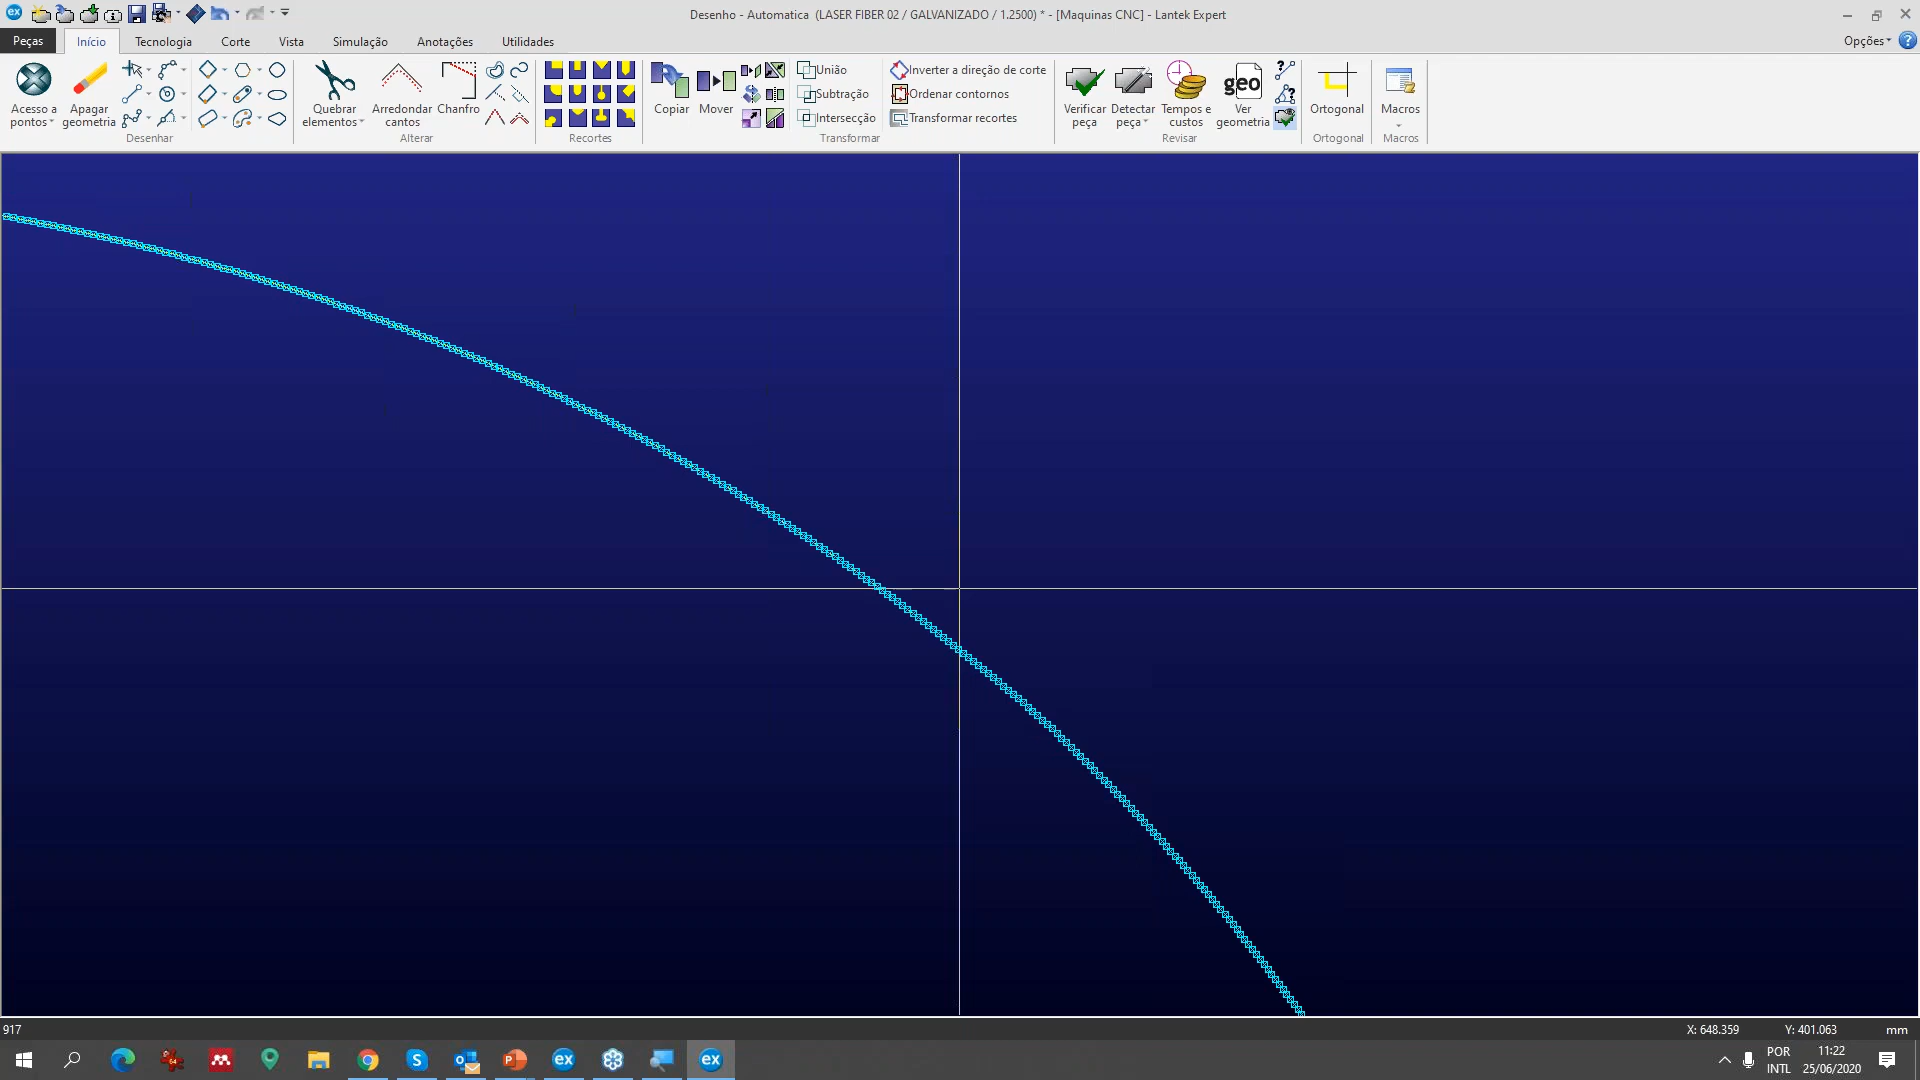 ex
Desenho - Automatica (LASER FIBER 02 / GALVANIZADO / 1.2500) * - [Maquinas CNC] - Lantek Expert
Peças Início Tecnologia Corte Vista Simulação Anotações Utilidades Opções ?
Acesso a pontos
Apagar geometria
Desenhar
Quebrar elementos
Arredondar cantos
Chanfro
Alterar
Recortes
Copiar
Mover
União
Subtração
Intersecção
Inverter a direção de corte
Ordenar contornos
Transformar recortes
Transformar
Verificar peça
Detectar peça
Tempos e custos
geo
Ver geometria
Revisar
Ortogonal
Ortogonal
Macros
Macros
917 X: 648.359 Y: 401.063 mm
ex ex
POR
INTL
11:22
25/06/2020